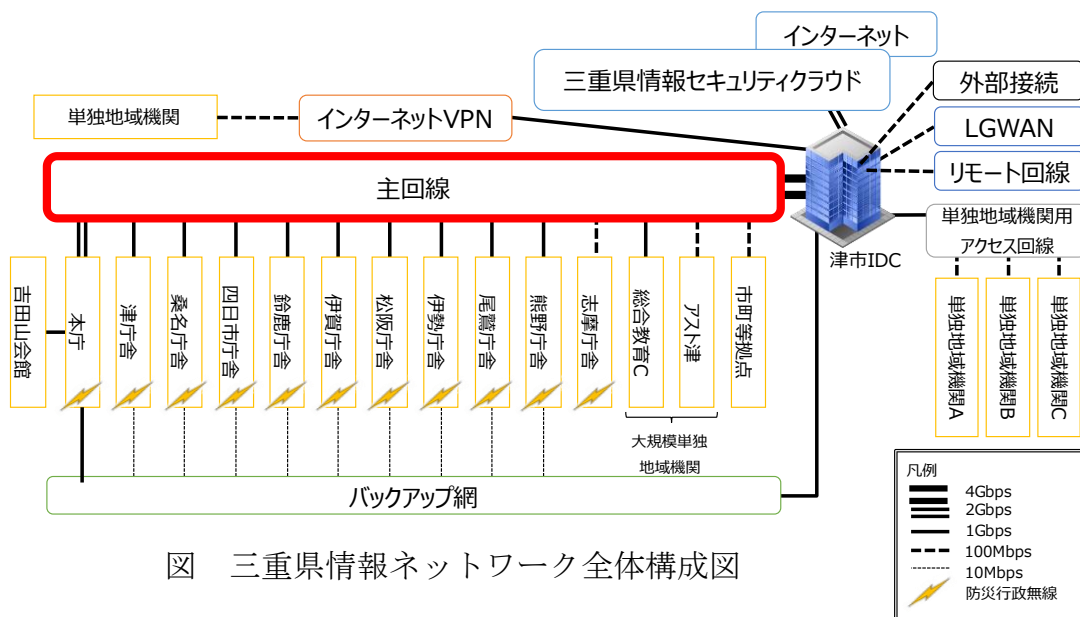 インターネット
三重県情報セキュリティクラウド
外部接続
単独地域機関
インターネットVPN
LGWAN
主回線
リモート回線
単独地域機関用
アクセス回線
津市IDC
吉田山会館
本庁
津庁舎
桑名庁舎
四日市庁舎
鈴鹿庁舎
伊賀庁舎
松阪庁舎
伊勢庁舎
尾鷲庁舎
熊野庁舎
志摩庁舎
総合教育C
アスト津
市町等拠点
単独地域機関A
単独地域機関B
単独地域機関C
大規模単独
地域機関
バックアップ網
凡例
4Gbps
2Gbps
1Gbps
100Mbps
10Mbps
防災行政無線
図 三重県情報ネットワーク全体構成図